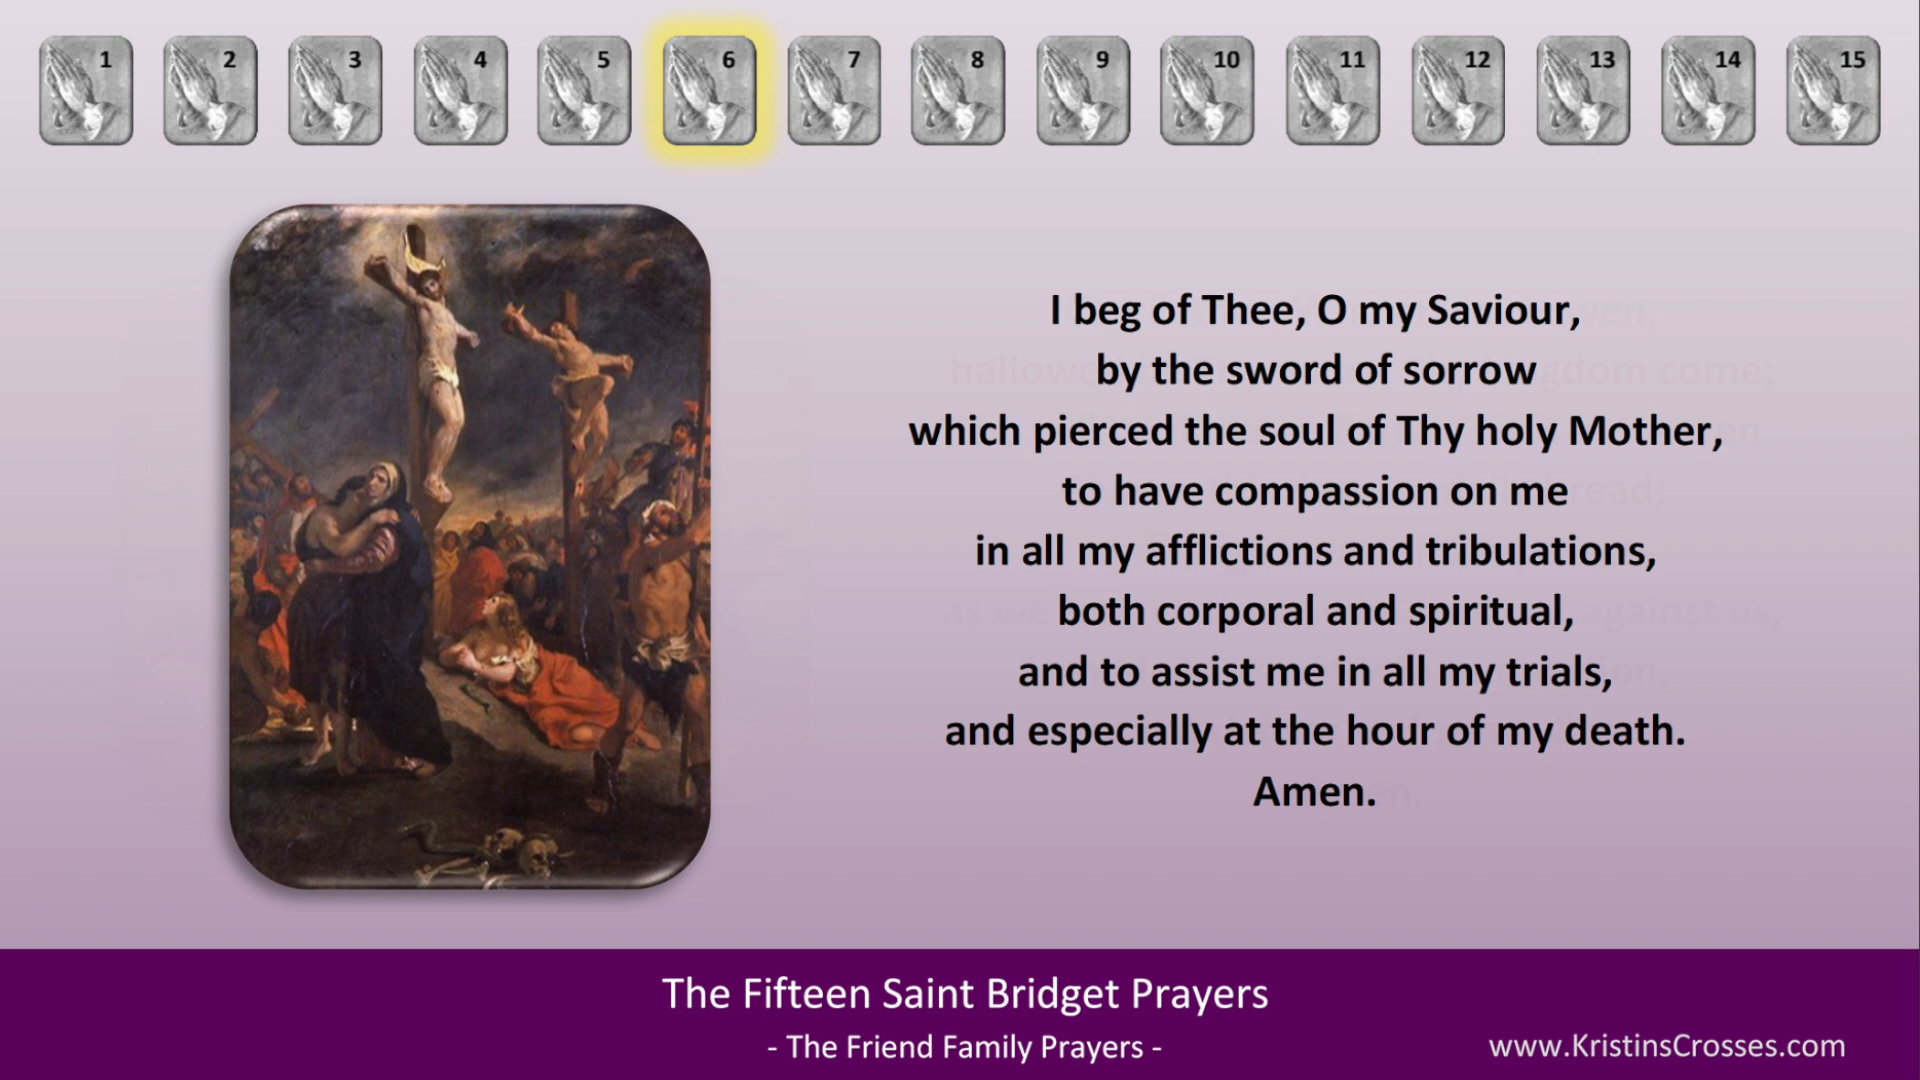 1 2 3 4 5 6 7 8 9 10 11 12 13 14 15
I beg of Thee, O my Saviour,
by the sword of sorrow
which pierced the soul of Thy holy Mother,
to have compassion on me
in all my afflictions and tribulations,
both corporal and spiritual,
and to assist me in all my trials,
and especially at the hour of my death.
Amen.
The Fifteen Saint Bridget Prayers
- The Friend Family Prayers -
www.KristinsCrosses.com